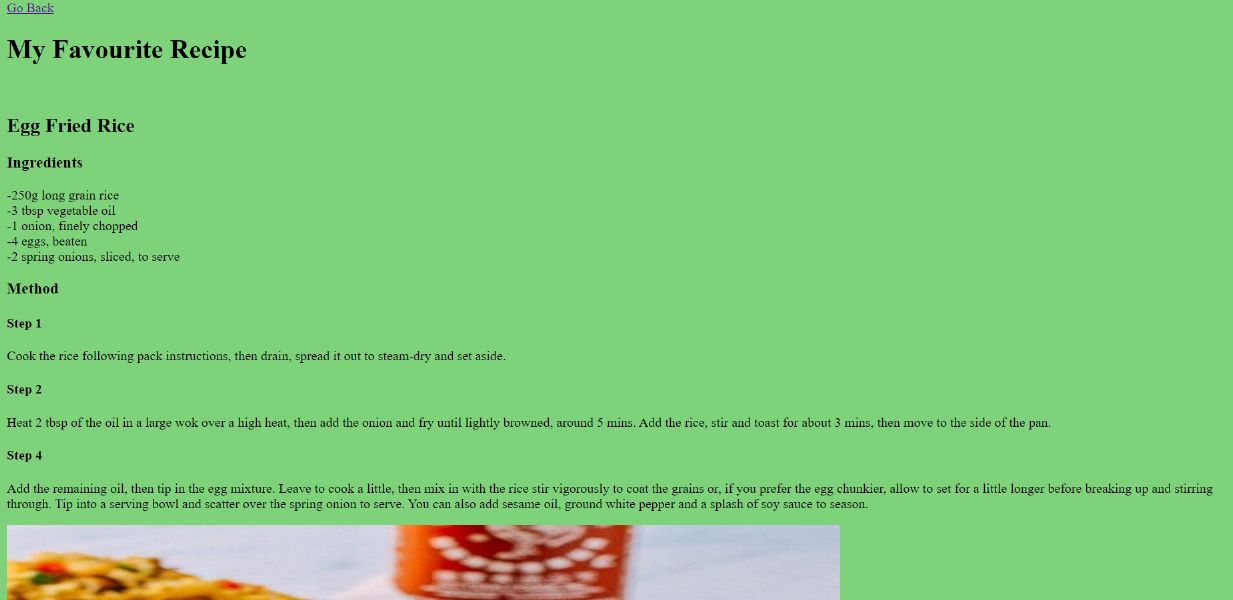 Go Back
My Favourite Recipe
Egg Fried Rice
Ingredients
-250g long grain rice
-3 tbsp vegetable oil
-1 onion, finely chopped
-4 eggs, beaten
-2 spring onions, sliced, to serve
Method
Step 1
Cook the rice following pack instructions, then drain, spread it out to steam-dry and set aside.
Step 2
Heat 2 tbsp of the oil in a large wok over a high heat, then add the onion and fry until lightly browned, around 5 mins. Add the rice, stir and toast for about 3 mins, then move to the side of the pan.
Step 4
Add the remaining oil, then tip in the egg mixture. Leave to cook a little, then mix in with the rice stir vigorously to coat the grains or, if you prefer the egg chunkier, allow to set for a little longer before breaking up and stirring
through. Tip into a serving bowl and scatter over the spring onion to serve. You can also add sesame oil, ground white pepper and a splash of soy sauce to season.